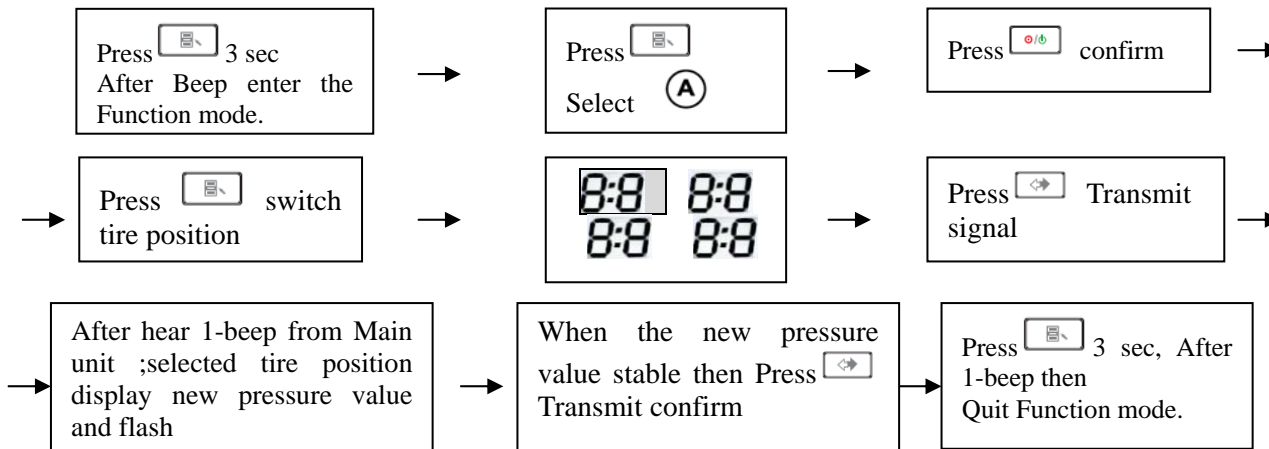 Press 3 sec
After Beep enter the
Function mode.
Press
Select A
Press confirm
Press switch
tire position
8:8 8:8
8:8 8:8
Press Transmit
signal
After hear 1-beep from Main
unit ;selected tire position
display new pressure value
and flash
When the new pressure
value stable then Press
Transmit confirm
Press 3 sec, After
1-beep then
Quit Function mode.